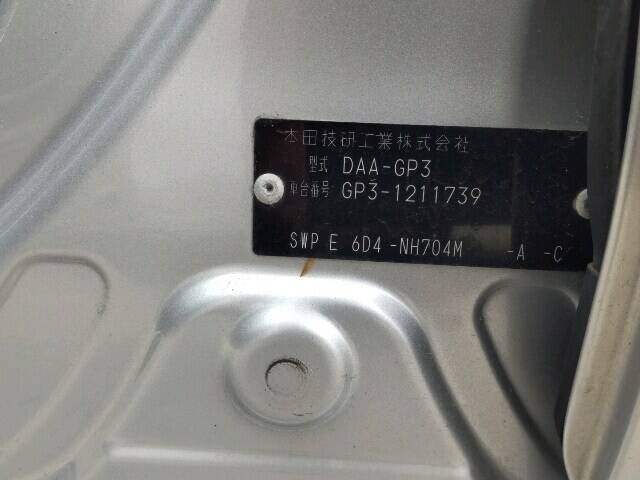 本田技研工業株式会社
型式 DAA-GP3
車台番号 GP3-1211739
SWP E 6D4-NH704M -A -C